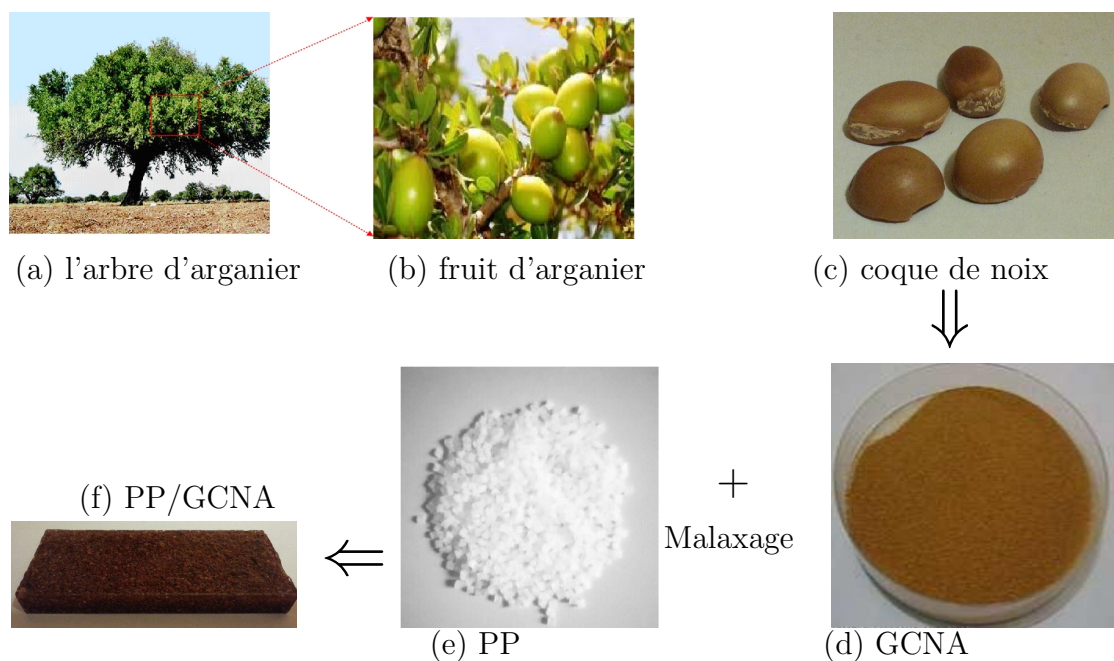 (a) l'arbre d'arganier
(b) fruit d'arganier
(c) coque de noix
(f) PP/GCNA
+
Malaxage
(e) PP
(d) GCNA